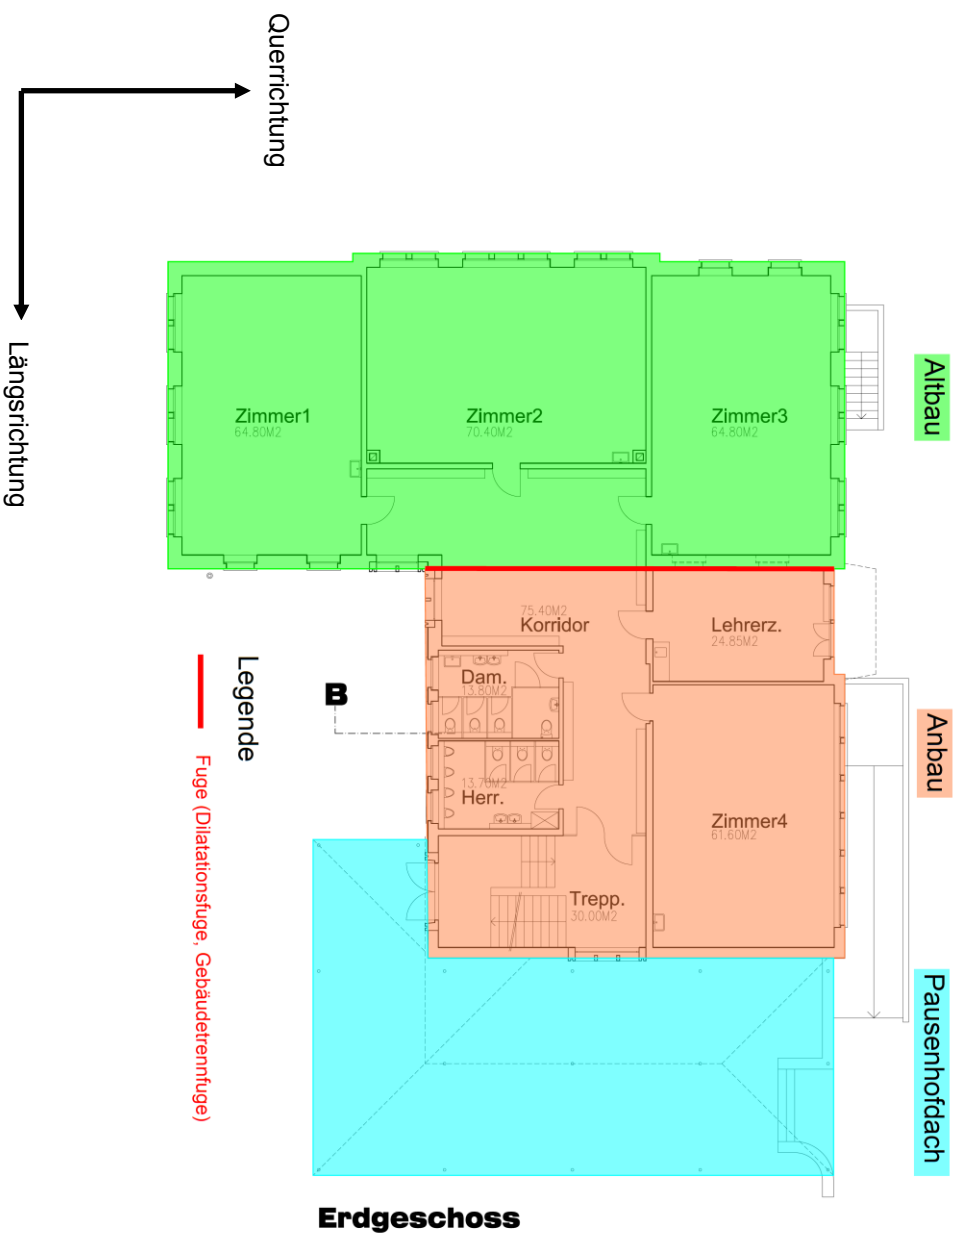 Querrichtung
Längsrichtung
Altbau
Zimmer1
64.80M2
Zimmer2
70.40M2
Zimmer3
64.80M2
75.40M2
Korridor
Lehrerz.
24.85M2
Anbau
Dam.
13.80M2
B
Legende
Fuge (Dilatationsfuge, Gebäudetrennfuge)
13.70M2
Herr.
Zimmer4
61.60M2
Trepp.
30.00M2
Pausenhofdach
Erdgeschoss